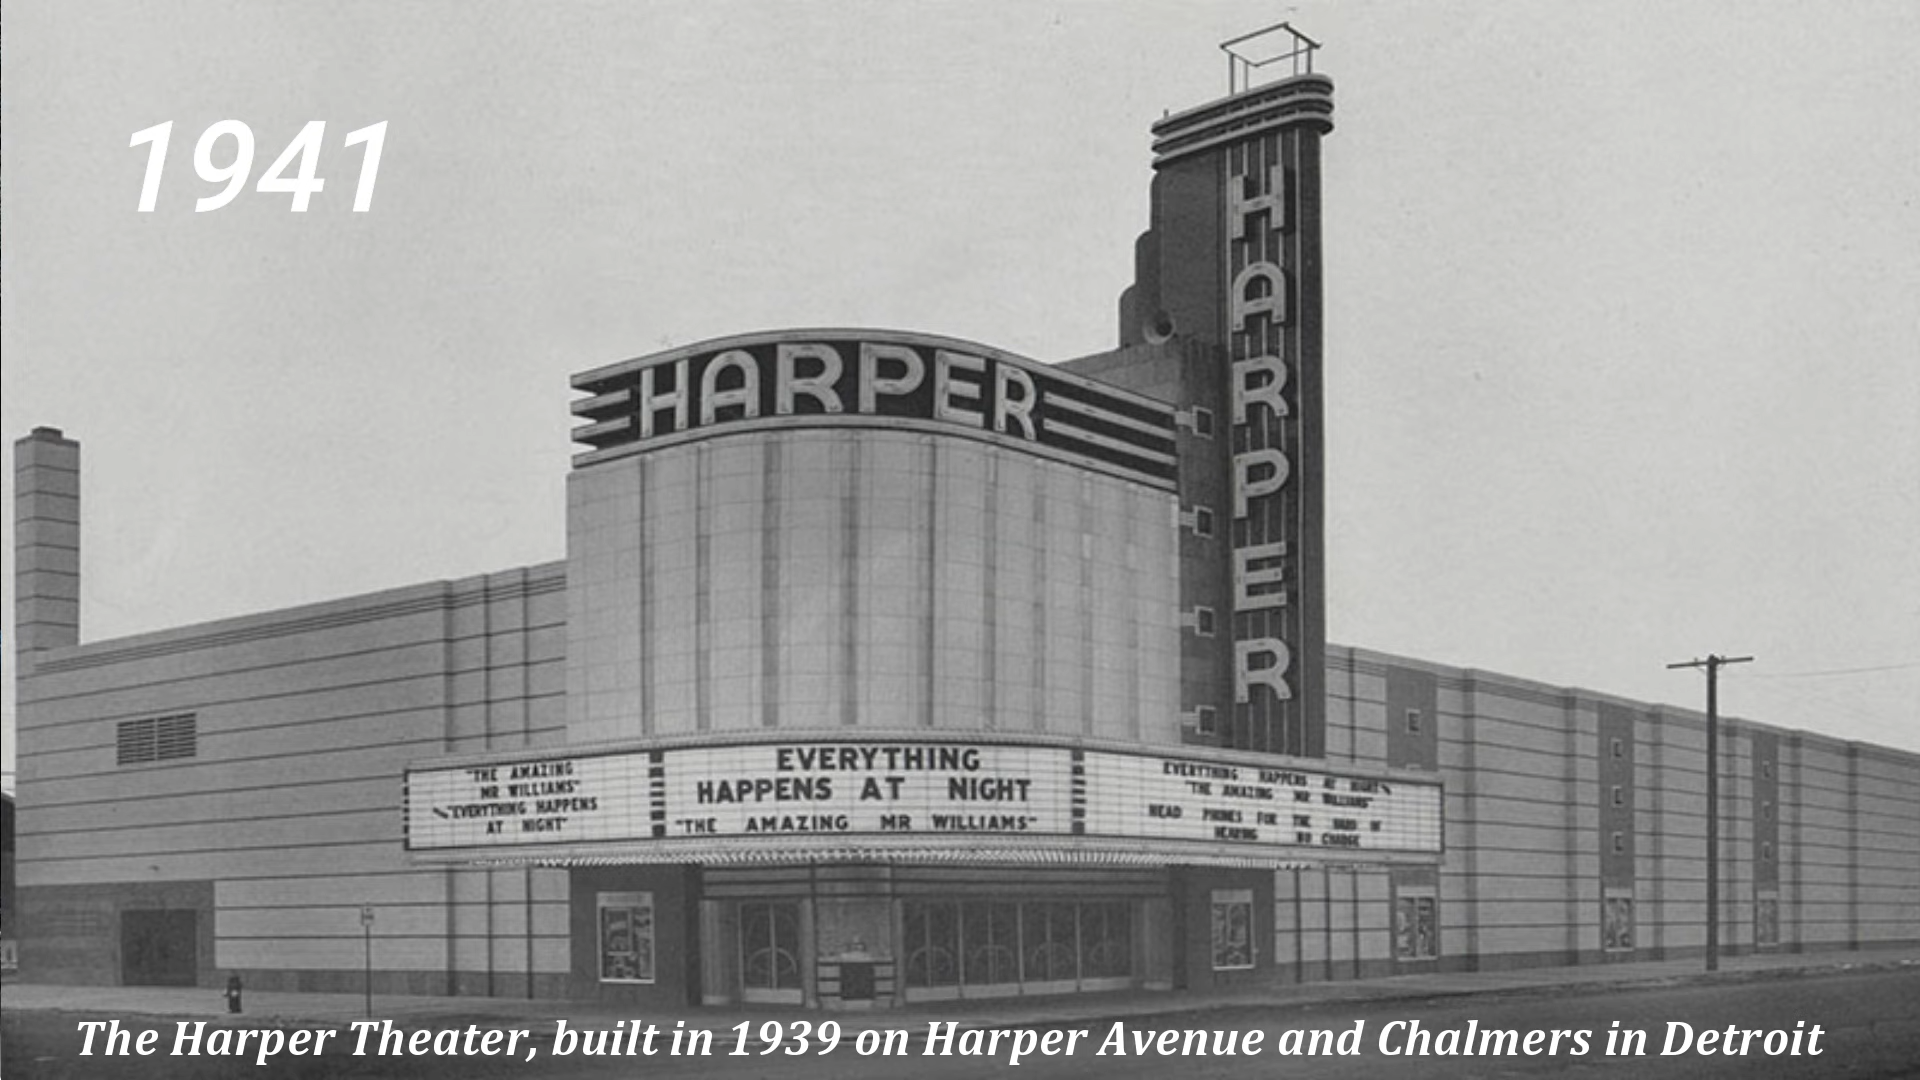 1941
HARPER
HARPER
"THE AMAZING
MR WILLIAMS"
"EVERYTHING HAPPENS
AT NIGHT"
EVERYTHING
HAPPENS AT NIGHT
"THE AMAZING MR WILLIAMS"
EVERYTHING HAPPENS AT NIGHT"
"THE AMAZING MR WILLIAMS"
HEAD PHONES FOR THE HARD OF
HEARING NO CHARGE
The Harper Theater, built in 1939 on Harper Avenue and Chalmers in Detroit